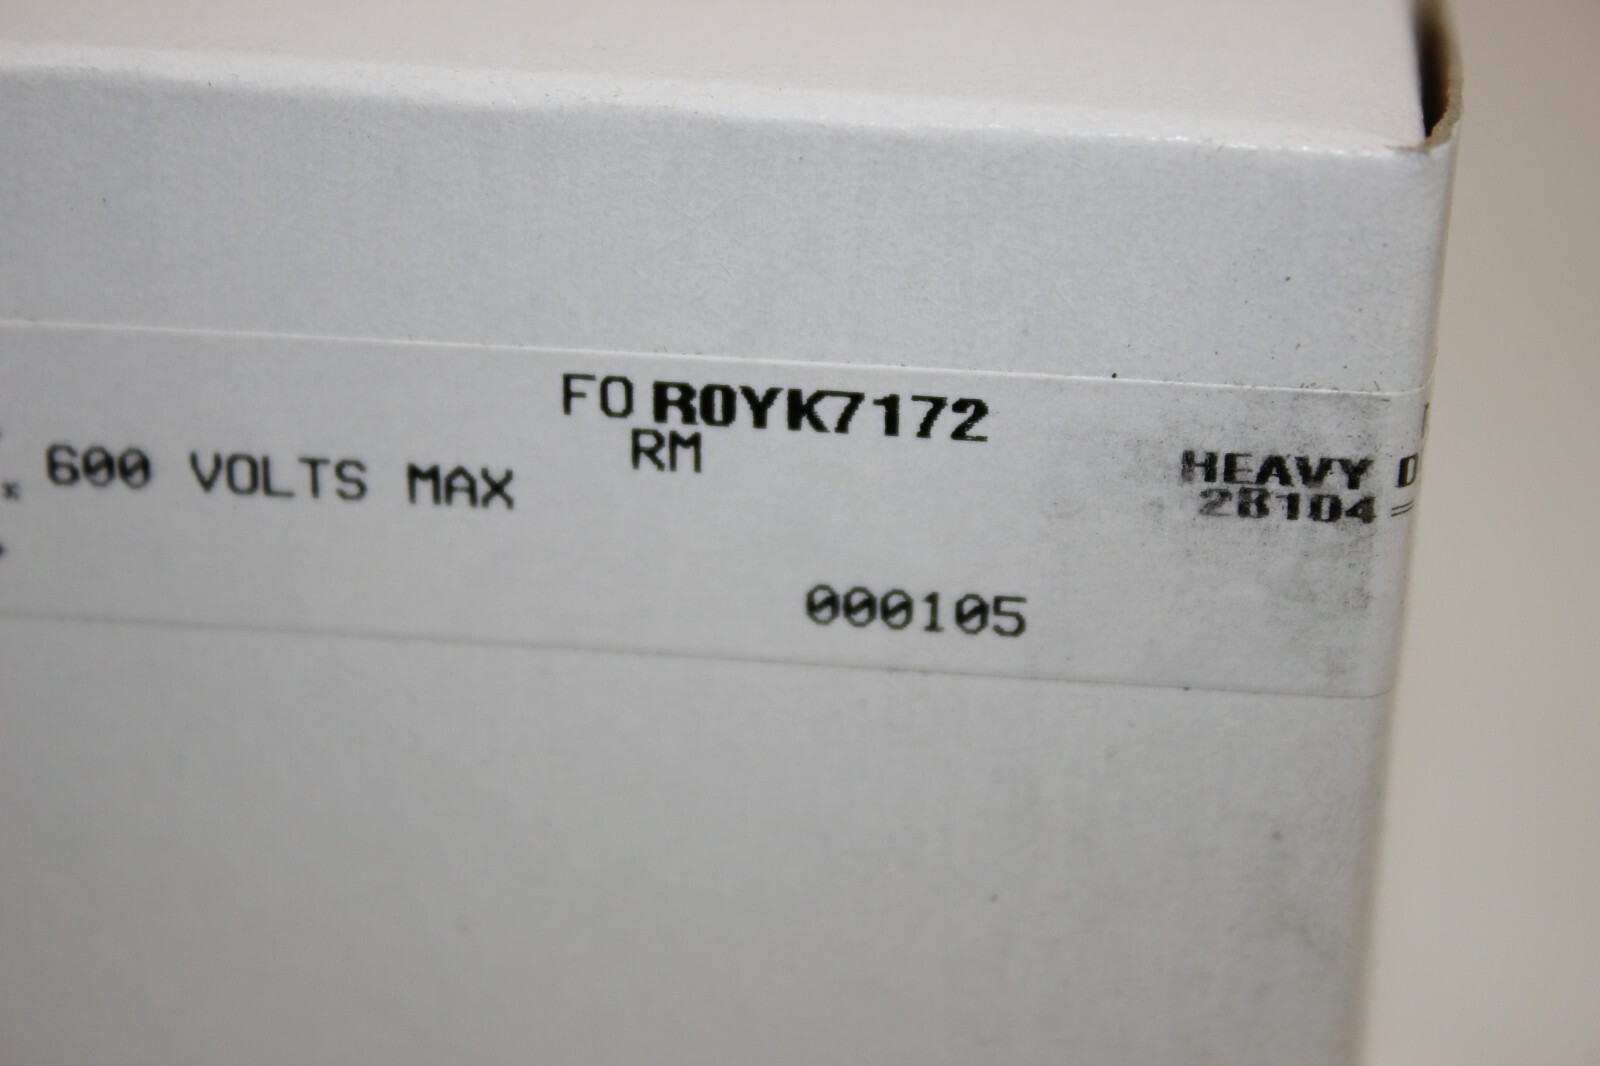 FO R0YK7172
RM
600 VOLTS MAX
HEAVY D
28104
000105